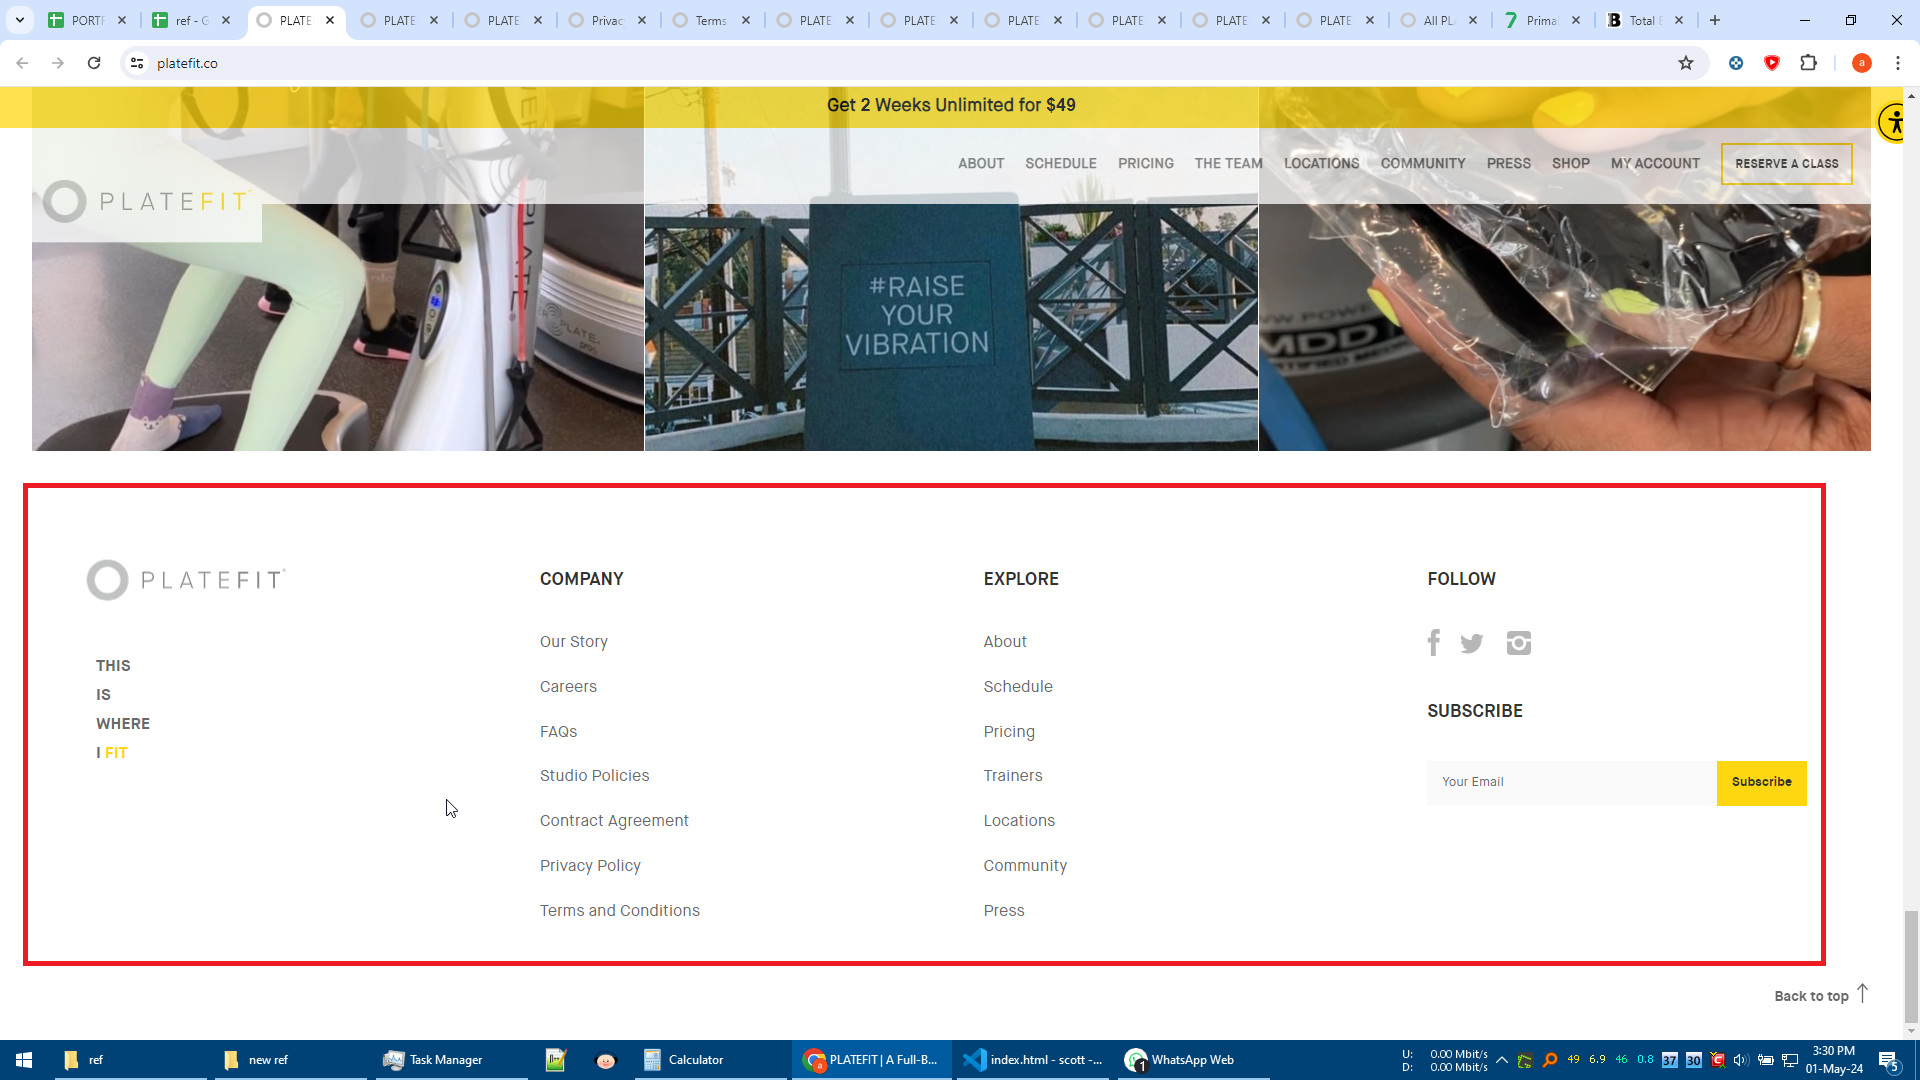 PORTF
ref - G
PLATE
PLATE
PLATE
Privac
Terms
PLATE
PLATE
PLATE
PLATE
PLATE
PLATE
All PL
Prima
Total
platefit.co
a
Get 2 Weeks Unlimited for $49
PLATEFIT
ABOUT SCHEDULE PRICING THE TEAM LOCATIONS COMMUNITY PRESS SHOP MY ACCOUNT RESERVE A CLASS
#RAISE
YOUR
VIBRATION
PLATEFIT
THIS
IS
WHERE
I FIT
COMPANY
Our Story
Careers
FAQs
Studio Policies
Contract Agreement
Privacy Policy
Terms and Conditions
EXPLORE
About
Schedule
Pricing
Trainers
Locations
Community
Press
FOLLOW
SUBSCRIBE
Your Email Subscribe
Back to top
ref
new ref
Task Manager
Calculator
PLATEFIT | A Full-B...
index.html - scott -...
WhatsApp Web
U: 0.00 Mbit/s
D: 0.00 Mbit/s
49 6.9 46 0.8 37 30
3:30 PM
01-May-24
5